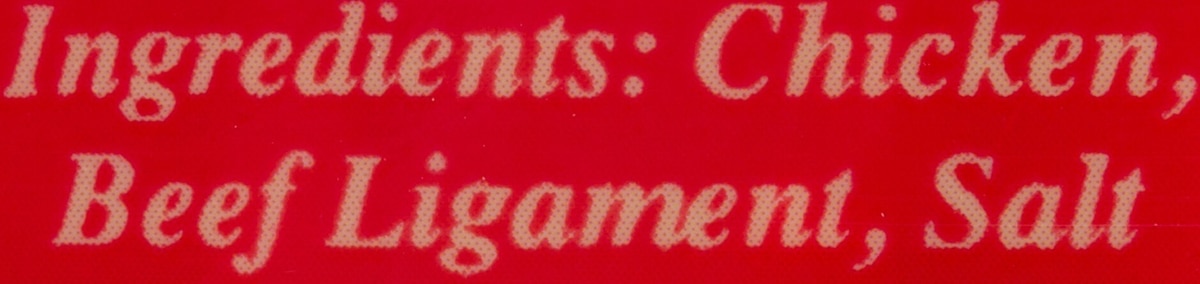 Ingredients: Chicken,
Beef Ligament, Salt